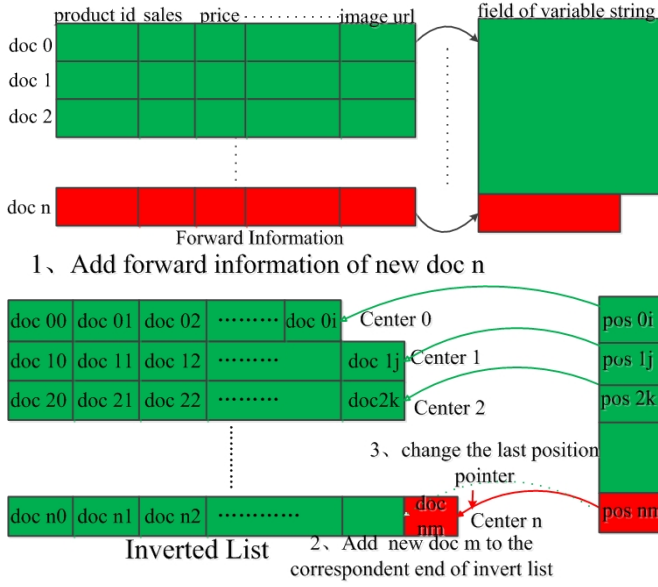 product id sales price ············ image url
field of variable string
doc 0
doc 1
doc 2
doc n
Forward Information
1、Add forward information of new doc n
doc 00 doc 01 doc 02 ········· doc 0i
Center 0
pos 0i
doc 10 doc 11 doc 12 ········· doc 1j
Center 1
pos 1j
doc 20 doc 21 doc 22 ········· doc2k
Center 2
pos 2k
3、change the last position
pointer
doc n0 doc n1 doc n2 ············ doc
nm
Center n
pos nm
Inverted List
2、Add new doc m to the
correspondent end of invert list